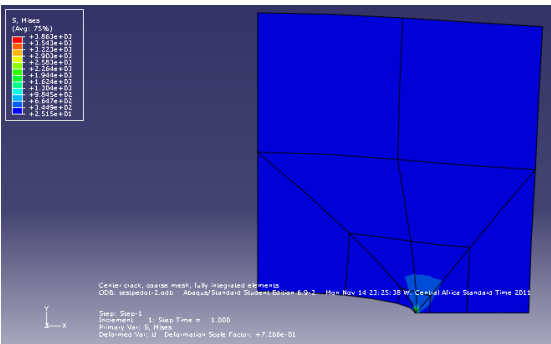 S, Mises
(Avg: 75%)
+3.863e+03
+3.543e+03
+3.223e+03
+2.903e+03
+2.583e+03
+2.264e+03
+1.944e+03
+1.624e+03
+1.304e+03
+9.845e+02
+6.647e+02
+3.449e+02
+2.515e+01
Center crack, coarse mesh, fully integrated elements
ODB: testpedot-2.odb Abaqus/Standard Student Edition 6.9-2 Mon Nov 14 23:25:38 W. Central Africa Standard Time 2011
Y
X
Step: Step-1
Increment 1: Step Time = 1.000
Primary Var: S, Mises
Deformed Var: U Deformation Scale Factor: +7.266e-01